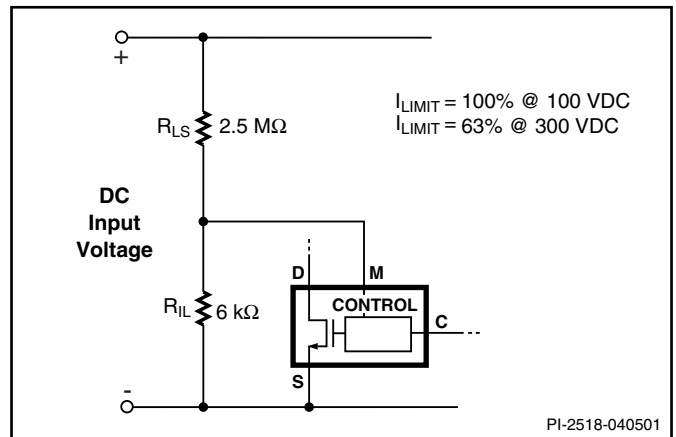 +
R_LS 2.5 MΩ
I_LIMIT = 100% @ 100 VDC
I_LIMIT = 63% @ 300 VDC
DC
Input
Voltage
D M
R_IL 6 kΩ
CONTROL
C
S
-
PI-2518-040501